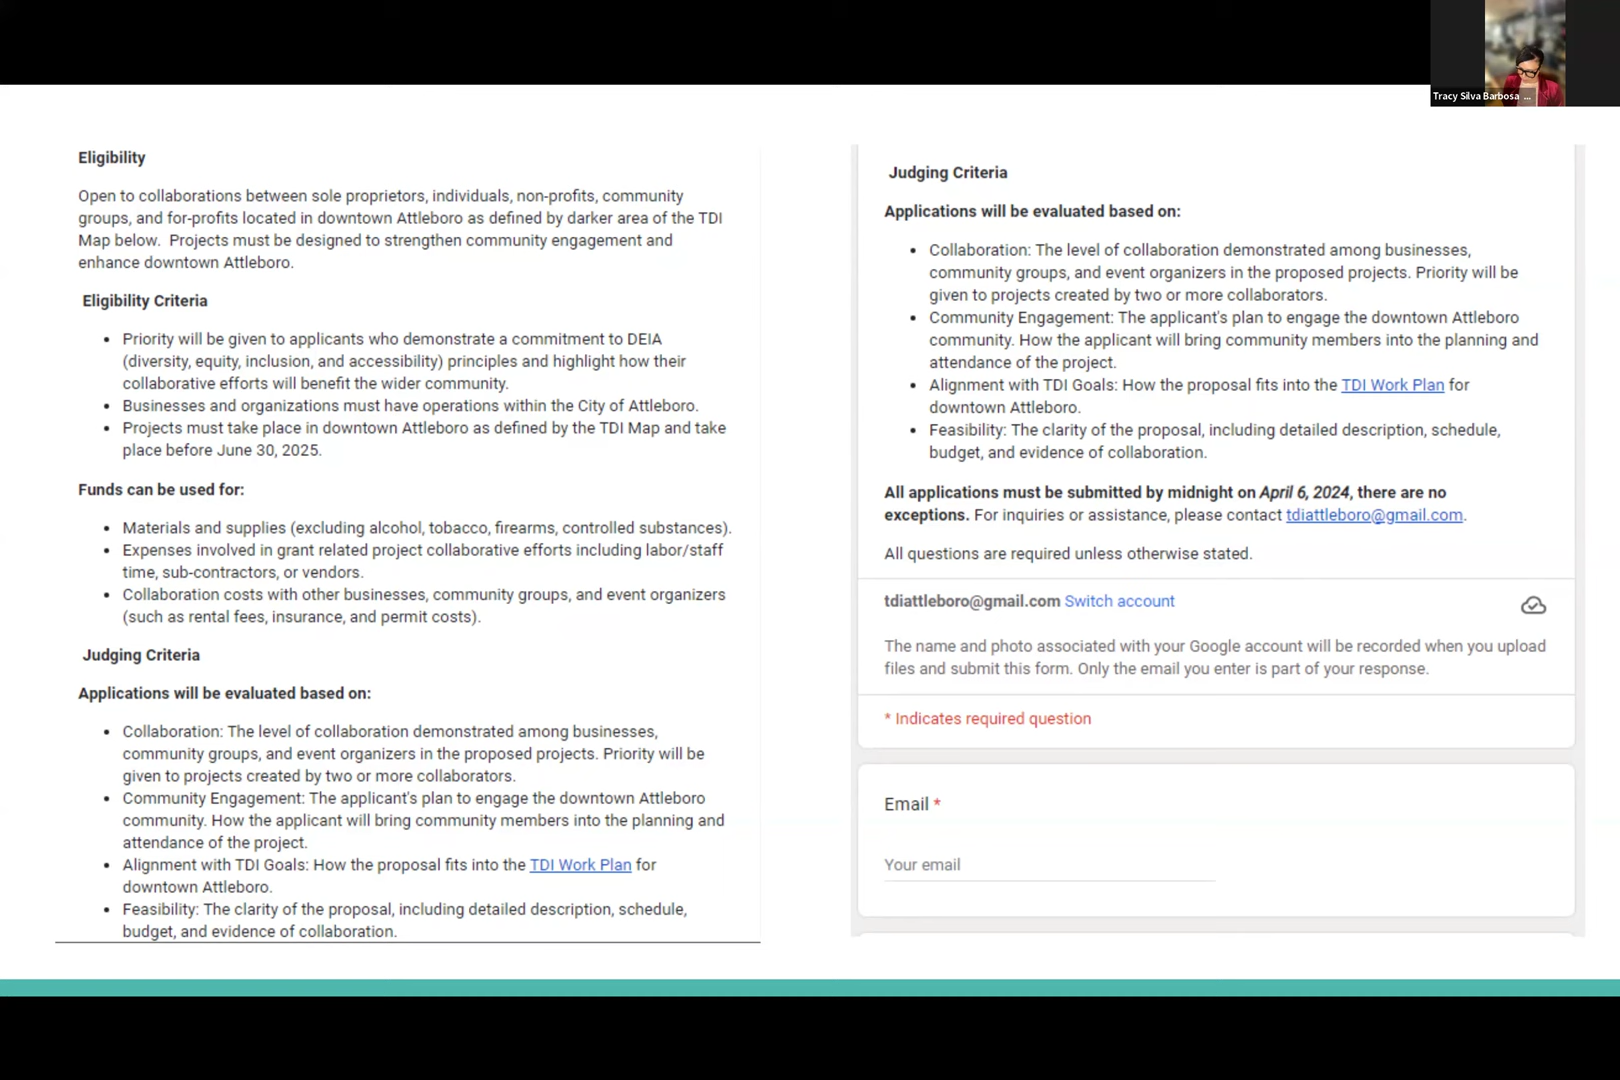 Tracy Silva Barbosa ...
Eligibility
Open to collaborations between sole proprietors, individuals, non-profits, community
groups, and for-profits located in downtown Attleboro as defined by darker area of the TDI
Map below.  Projects must be designed to strengthen community engagement and
enhance downtown Attleboro.
Eligibility Criteria
• Priority will be given to applicants who demonstrate a commitment to DEIA
(diversity, equity, inclusion, and accessibility) principles and highlight how their
collaborative efforts will benefit the wider community.
• Businesses and organizations must have operations within the City of Attleboro.
• Projects must take place in downtown Attleboro as defined by the TDI Map and take
place before June 30, 2025.
Funds can be used for:
• Materials and supplies (excluding alcohol, tobacco, firearms, controlled substances).
• Expenses involved in grant related project collaborative efforts including labor/staff
time, sub-contractors, or vendors.
• Collaboration costs with other businesses, community groups, and event organizers
(such as rental fees, insurance, and permit costs).
Judging Criteria
Applications will be evaluated based on:
• Collaboration: The level of collaboration demonstrated among businesses,
community groups, and event organizers in the proposed projects. Priority will be
given to projects created by two or more collaborators.
• Community Engagement: The applicant's plan to engage the downtown Attleboro
community. How the applicant will bring community members into the planning and
attendance of the project.
• Alignment with TDI Goals: How the proposal fits into the TDI Work Plan for
downtown Attleboro.
• Feasibility: The clarity of the proposal, including detailed description, schedule,
budget, and evidence of collaboration.
Judging Criteria
Applications will be evaluated based on:
• Collaboration: The level of collaboration demonstrated among businesses,
community groups, and event organizers in the proposed projects. Priority will be
given to projects created by two or more collaborators.
• Community Engagement: The applicant's plan to engage the downtown Attleboro
community. How the applicant will bring community members into the planning and
attendance of the project.
• Alignment with TDI Goals: How the proposal fits into the TDI Work Plan for
downtown Attleboro.
• Feasibility: The clarity of the proposal, including detailed description, schedule,
budget, and evidence of collaboration.
All applications must be submitted by midnight on April 6, 2024, there are no
exceptions. For inquiries or assistance, please contact tdiattleboro@gmail.com.
All questions are required unless otherwise stated.
tdiattleboro@gmail.com Switch account
The name and photo associated with your Google account will be recorded when you upload
files and submit this form. Only the email you enter is part of your response.
* Indicates required question
Email *
Your email